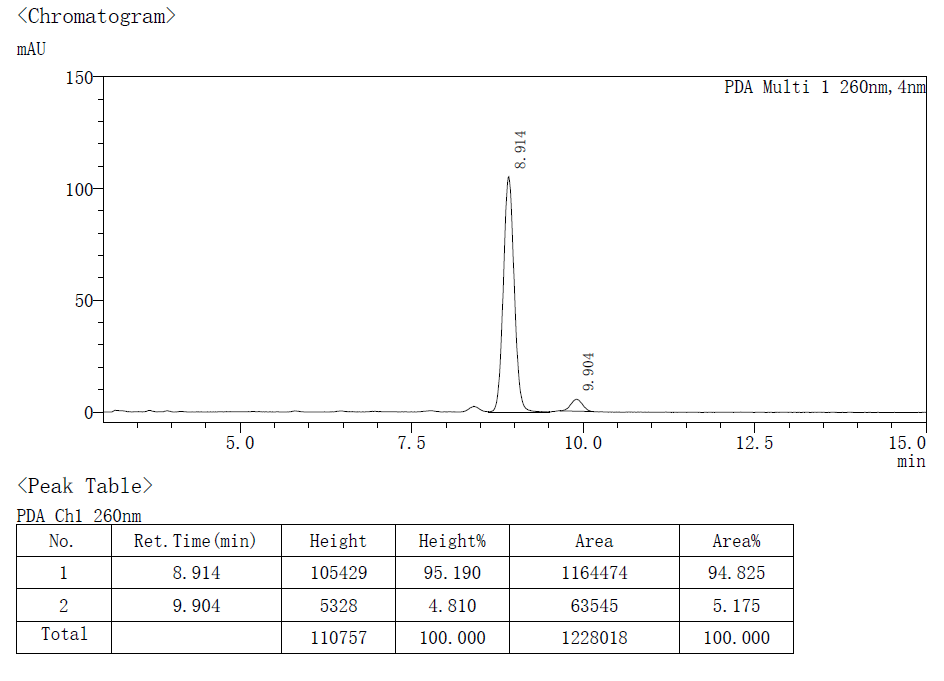 <Chromatogram>
mAU
150
PDA Multi 1 260nm,4nm
8.914
100
50
9.904
0
5.0 7.5 10.0 12.5 15.0
min
<Peak Table>
PDA Ch1 260nm
No. Ret.Time(min) Height Height% Area Area%
1 8.914 105429 95.190 1164474 94.825
2 9.904 5328 4.810 63545 5.175
Total 110757 100.000 1228018 100.000